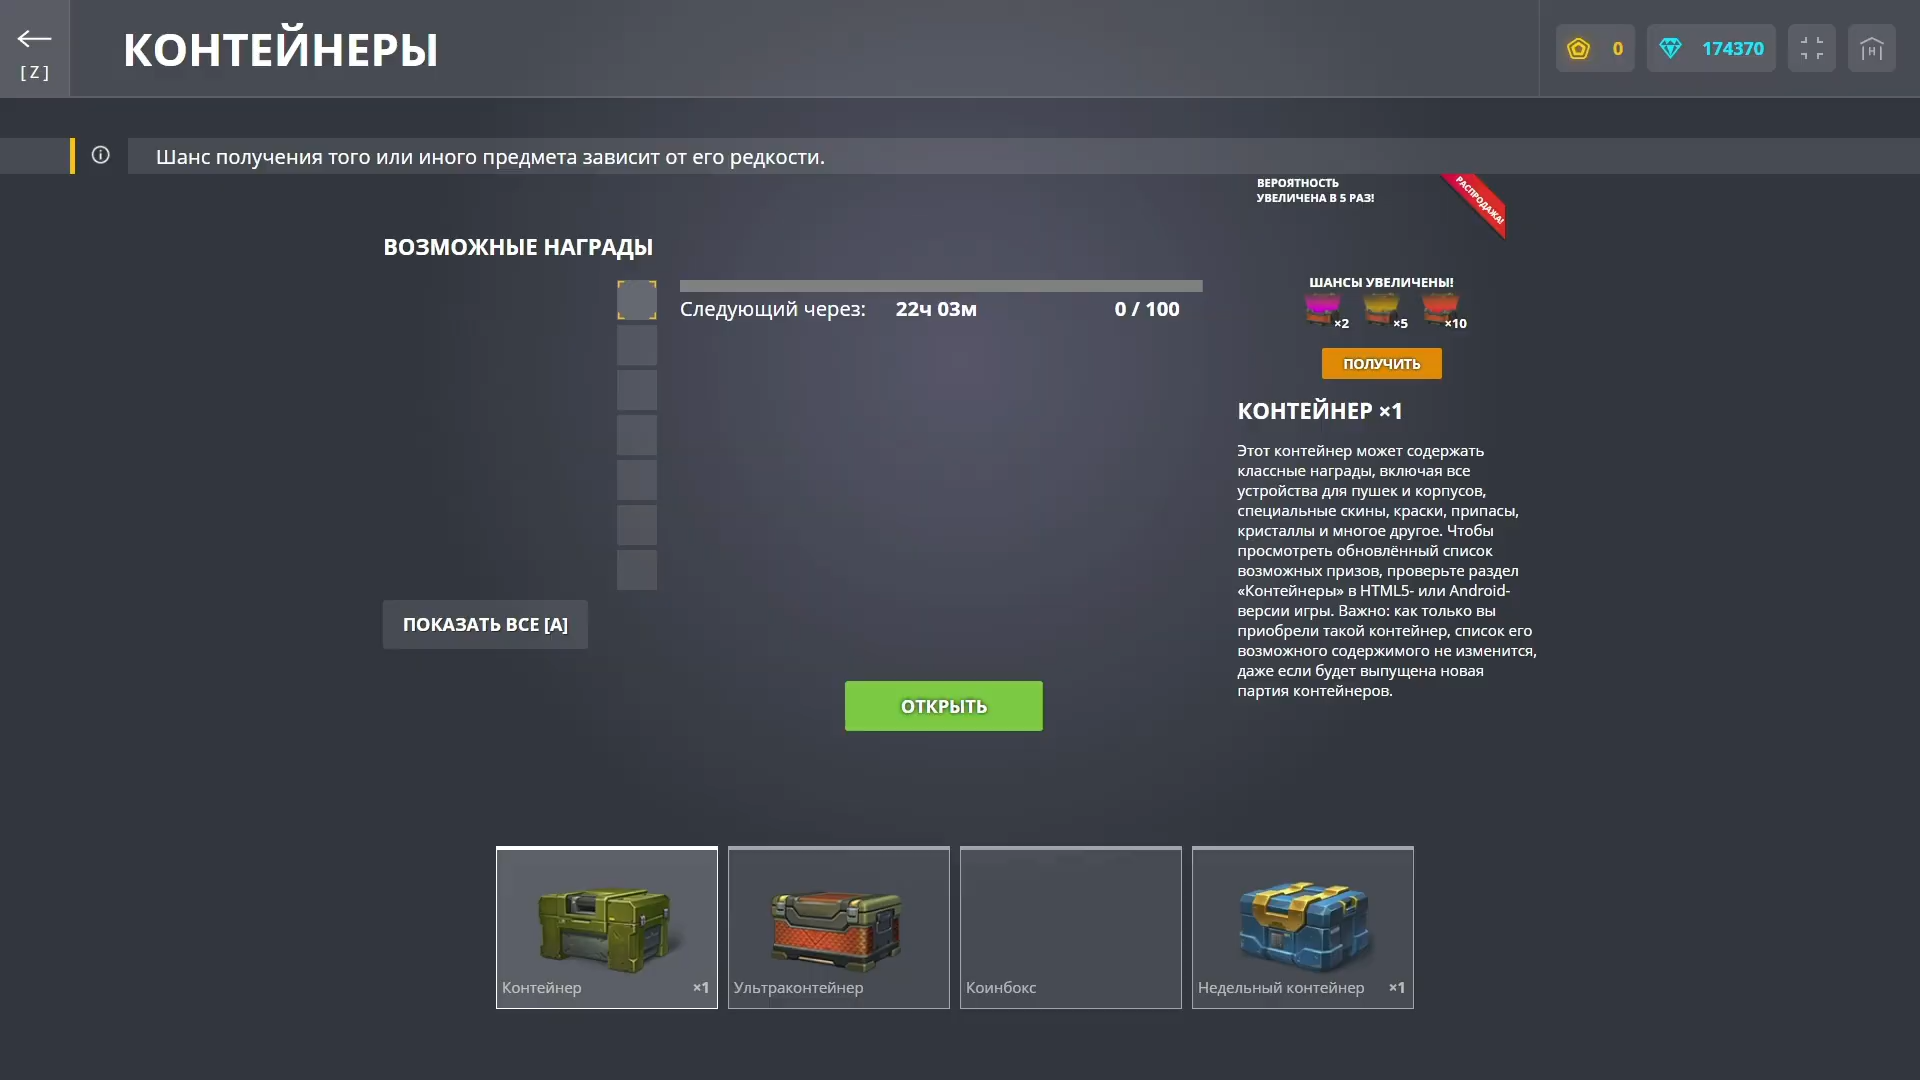 КОНТЕЙНЕРЫ
[Z]
0
174370
Шанс получения того или иного предмета зависит от его редкости.
ВЕРОЯТНОСТЬ
УВЕЛИЧЕНА В 5 РАЗ!
РАСПРОДАЖА!
ВОЗМОЖНЫЕ НАГРАДЫ
Следующий через: 22ч 03м 0 / 100
ШАНСЫ УВЕЛИЧЕНЫ!
×2 ×5 ×10
ПОЛУЧИТЬ
КОНТЕЙНЕР ×1
Этот контейнер может содержать
классные награды, включая все
устройства для пушек и корпусов,
специальные скины, краски, припасы,
кристаллы и многое другое. Чтобы
просмотреть обновлённый список
возможных призов, проверьте раздел
«Контейнеры» в HTML5- или Android-
версии игры. Важно: как только вы
приобрели такой контейнер, список его
возможного содержимого не изменится,
даже если будет выпущена новая
партия контейнеров.
ПОКАЗАТЬ ВСЕ [A]
ОТКРЫТЬ
Контейнер ×1
Ультраконтейнер
Коинбокс
Недельный контейнер ×1